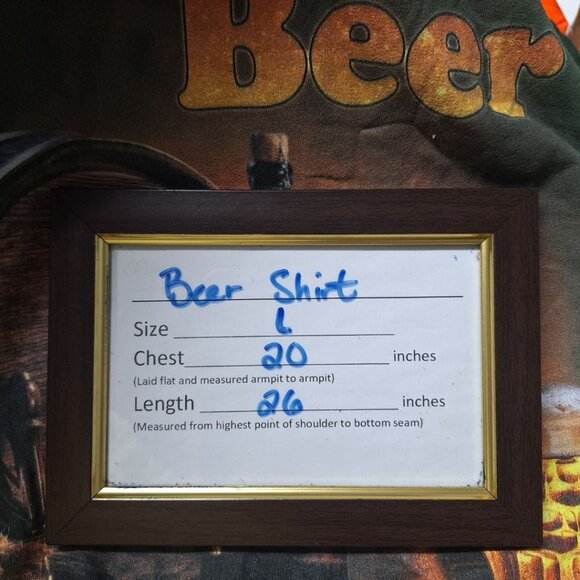 Beer
Beer Shirt
Size L
Chest 20 inches
(Laid flat and measured armpit to armpit)
Length 26 inches
(Measured from highest point of shoulder to bottom seam)